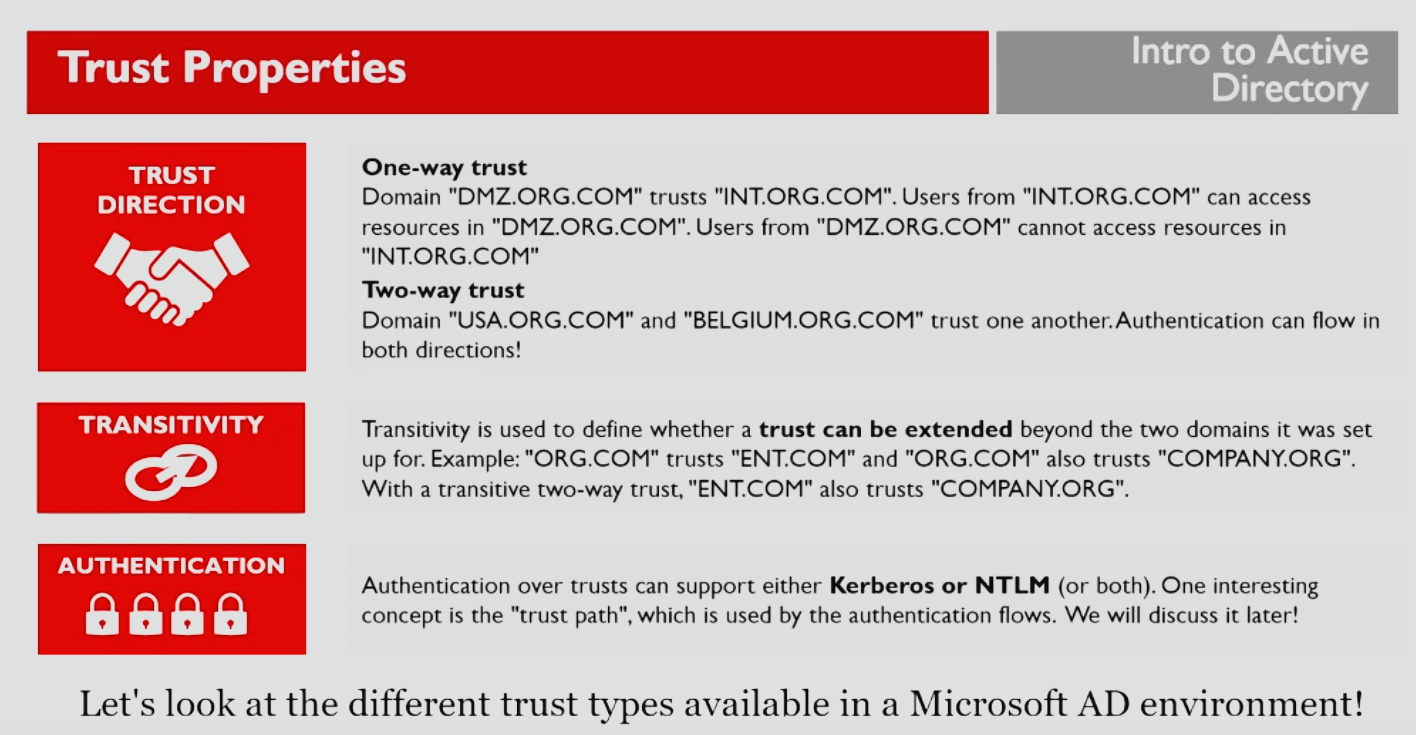 Trust Properties
Intro to Active
Directory
TRUST
DIRECTION
One-way trust
Domain "DMZ.ORG.COM" trusts "INT.ORG.COM". Users from "INT.ORG.COM" can access
resources in "DMZ.ORG.COM". Users from "DMZ.ORG.COM" cannot access resources in
"INT.ORG.COM"
Two-way trust
Domain "USA.ORG.COM" and "BELGIUM.ORG.COM" trust one another. Authentication can flow in
both directions!
TRANSITIVITY
Transitivity is used to define whether a trust can be extended beyond the two domains it was set
up for. Example: "ORG.COM" trusts "ENT.COM" and "ORG.COM" also trusts "COMPANY.ORG".
With a transitive two-way trust, "ENT.COM" also trusts "COMPANY.ORG".
AUTHENTICATION
Authentication over trusts can support either Kerberos or NTLM (or both). One interesting
concept is the "trust path", which is used by the authentication flows. We will discuss it later!
Let's look at the different trust types available in a Microsoft AD environment!